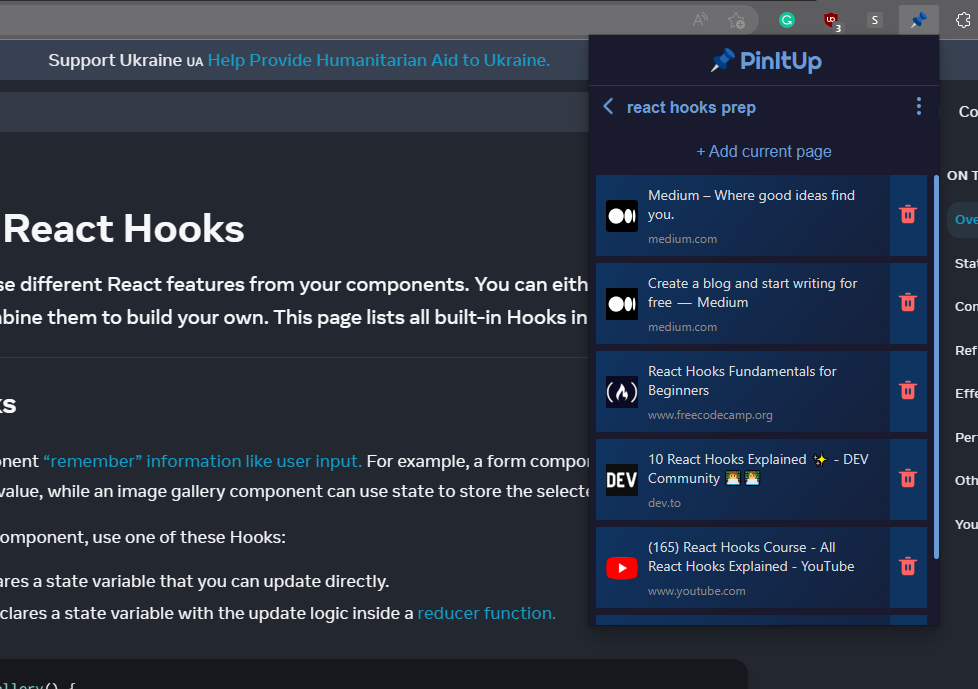 3
S
Support Ukraine UA Help Provide Humanitarian Aid to Ukraine.
PinItUp
react hooks prep
+ Add current page
Medium – Where good ideas find
you.
medium.com
Create a blog and start writing for
free — Medium
medium.com
React Hooks Fundamentals for
Beginners
www.freecodecamp.org
DEV
10 React Hooks Explained ✨ - DEV
Community 👨‍💻👨‍💻
dev.to
(165) React Hooks Course - All
React Hooks Explained - YouTube
www.youtube.com
React Hooks
se different React features from your components. You can eith
nbine them to build your own. This page lists all built-in Hooks in
ks
onent “remember” information like user input. For example, a form compo
value, while an image gallery component can use state to store the selecte
omponent, use one of these Hooks:
ares a state variable that you can update directly.
clares a state variable with the update logic inside a reducer function.
allery() {
Co
ON T
Ove
Sta
Con
Ref
Effe
Per
Oth
You